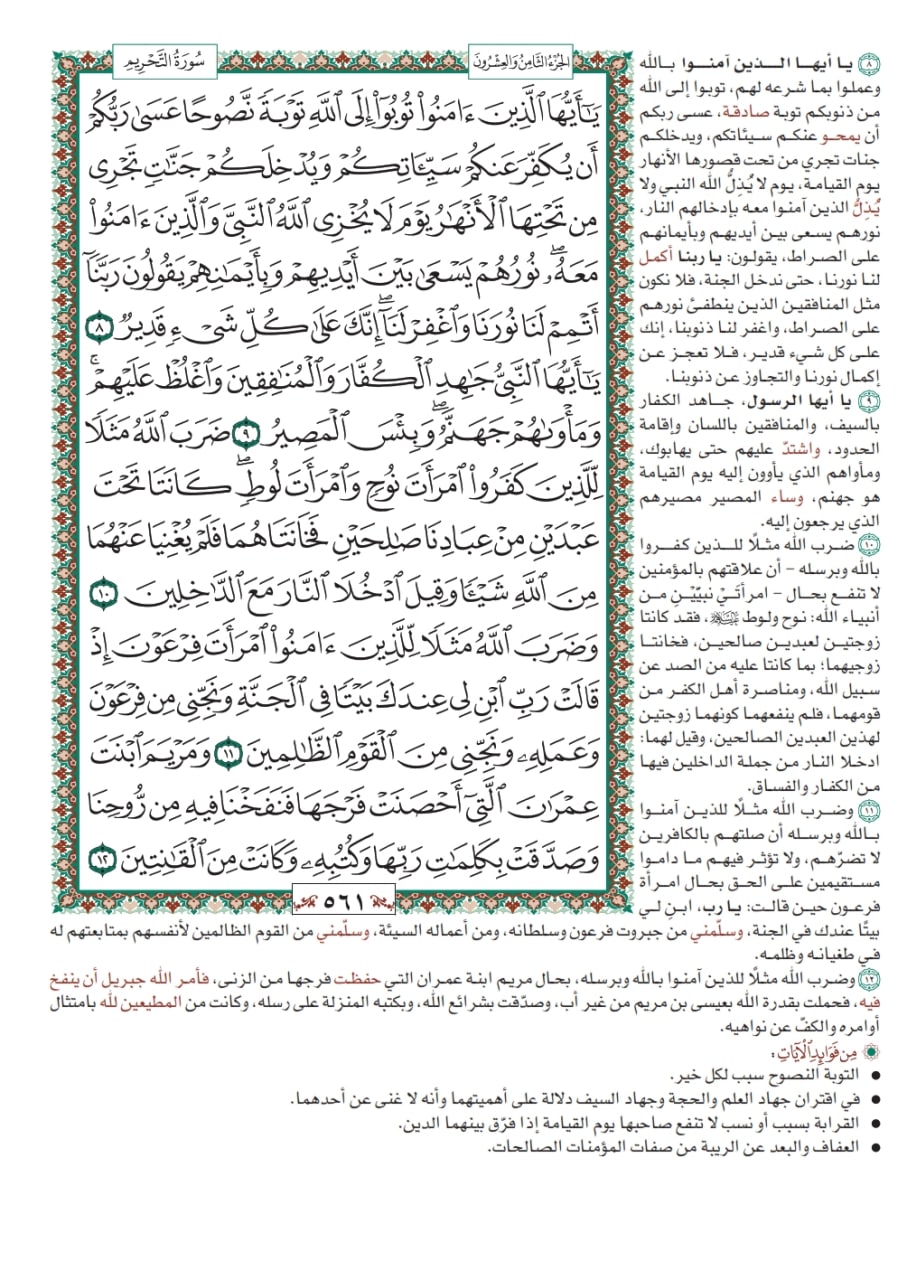 سُورَةُ التَّحْرِيمِ
الجُزْءُ الثَّامِنُ وَالعِشْرُونَ
يَٰٓأَيُّهَا ٱلَّذِينَ ءَامَنُواْ تُوبُوٓاْ إِلَى ٱللَّهِ تَوْبَةً نَّصُوحًا عَسَىٰ رَبُّكُمْ
أَن يُكَفِّرَ عَنكُمْ سَيِّـَٔاتِكُمْ وَيُدْخِلَكُمْ جَنَّٰتٍ تَجْرِى
مِن تَحْتِهَا ٱلْأَنْهَٰرُ يَوْمَ لَا يُخْزِى ٱللَّهُ ٱلنَّبِىَّ وَٱلَّذِينَ ءَامَنُواْ
مَعَهُۥۖ نُورُهُمْ يَسْعَىٰ بَيْنَ أَيْدِيهِمْ وَبِأَيْمَٰنِهِمْ يَقُولُونَ رَبَّنَآ
أَتْمِمْ لَنَا نُورَنَا وَٱغْفِرْ لَنَآۖ إِنَّكَ عَلَىٰ كُلِّ شَىْءٍ قَدِيرٌ ٨
يَٰٓأَيُّهَا ٱلنَّبِىُّ جَٰهِدِ ٱلْكُفَّارَ وَٱلْمُنَٰفِقِينَ وَٱغْلُظْ عَلَيْهِمْۚ
وَمَأْوَىٰهُمْ جَهَنَّمُۖ وَبِئْسَ ٱلْمَصِيرُ ٩ ضَرَبَ ٱللَّهُ مَثَلًا
لِّلَّذِينَ كَفَرُواْ ٱمْرَأَتَ نُوحٍ وَٱمْرَأَتَ لُوطٍۖ كَانَتَا تَحْتَ
عَبْدَيْنِ مِنْ عِبَادِنَا صَٰلِحَيْنِ فَخَانَتَاهُمَا فَلَمْ يُغْنِيَا عَنْهُمَا
مِنَ ٱللَّهِ شَيْـًٔا وَقِيلَ ٱدْخُلَا ٱلنَّارَ مَعَ ٱلدَّٰخِلِينَ ١٠
وَضَرَبَ ٱللَّهُ مَثَلًا لِّلَّذِينَ ءَامَنُواْ ٱمْرَأَتَ فِرْعَوْنَ إِذْ
قَالَتْ رَبِّ ٱبْنِ لِى عِندَكَ بَيْتًا فِى ٱلْجَنَّةِ وَنَجِّنِى مِن فِرْعَوْنَ
وَعَمَلِهِۦ وَنَجِّنِى مِنَ ٱلْقَوْمِ ٱلظَّٰلِمِينَ ١١ وَمَرْيَمَ ٱبْنَتَ
عِمْرَٰنَ ٱلَّتِىٓ أَحْصَنَتْ فَرْجَهَا فَنَفَخْنَا فِيهِ مِن رُّوحِنَا
وَصَدَّقَتْ بِكَلِمَٰتِ رَبِّهَا وَكُتُبِهِۦ وَكَانَتْ مِنَ ٱلْقَٰنِتِينَ ١٢
٥٦١
٨ يا أيها الذين آمنوا بالله
وعملوا بما شرعه لهم، توبوا إلى الله
من ذنوبكم توبة صادقة، عسى ربكم
أن يمحو عنكم سيئاتكم، ويدخلكم
جنات تجري من تحت قصورها الأنهار
يوم القيامة، يوم لا يُذِلُّ الله النبي ولا
يُذِلُّ الذين آمنوا معه بإدخالهم النار،
نورهم يسعى بين أيديهم وبأيمانهم
على الصراط، يقولون: يا ربنا أكمل
لنا نورنا، حتى ندخل الجنة، فلا نكون
مثل المنافقين الذين ينطفئ نورهم
على الصراط، واغفر لنا ذنوبنا، إنك
على كل شيء قدير، فلا تعجز عن
إكمال نورنا والتجاوز عن ذنوبنا.
٩ يا أيها الرسول، جاهد الكفار
بالسيف، والمنافقين باللسان وإقامة
الحدود، واشتدّ عليهم حتى يهابوك،
ومأواهم الذي يأوون إليه يوم القيامة
هو جهنم، وساء المصير مصيرهم
الذي يرجعون إليه.
١٠ ضرب الله مثلًا للذين كفروا
بالله وبرسله - أن علاقتهم بالمؤمنين
لا تنفع بحال - امرأتَيْ نبيَّيْنِ من
أنبياء الله: نوح ولوط ﷺ، فقد كانتا
زوجتين لعبدين صالحين، فخانتا
زوجيهما؛ بما كانتا عليه من الصد عن
سبيل الله، ومناصرة أهل الكفر من
قومهما، فلم ينفعهما كونهما زوجتين
لهذين العبدين الصالحين، وقيل لهما:
ادخلا النار من جملة الداخلين فيها
من الكفار والفساق.
١١ وضرب الله مثلًا للذين آمنوا
بالله وبرسله أن صلتهم بالكافرين
لا تضرّهم، ولا تؤثر فيهم ما داموا
مستقيمين على الحق بحال امرأة
فرعون حين قالت: يا رب، ابنِ لي
بيتًا عندك في الجنة، وسلّمني من جبروت فرعون وسلطانه، ومن أعماله السيئة، وسلّمني من القوم الظالمين لأنفسهم بمتابعتهم له
في طغيانه وظلمه.
١٢ وضرب الله مثلًا للذين آمنوا بالله وبرسله، بحال مريم ابنة عمران التي حفظت فرجها من الزنى، فأمر الله جبريل أن ينفخ
فيه، فحملت بقدرة الله بعيسى بن مريم من غير أب، وصدّقت بشرائع الله، وبكتبه المنزلة على رسله، وكانت من المطيعين لله بامتثال
أوامره والكفّ عن نواهيه.
مِن فَوَائِدِ الآيَاتِ:
● التوبة النصوح سبب لكل خير.
● في اقتران جهاد العلم والحجة وجهاد السيف دلالة على أهميتهما وأنه لا غنى عن أحدهما.
● القرابة بسبب أو نسب لا تنفع صاحبها يوم القيامة إذا فرّق بينهما الدين.
● العفاف والبعد عن الريبة من صفات المؤمنات الصالحات.